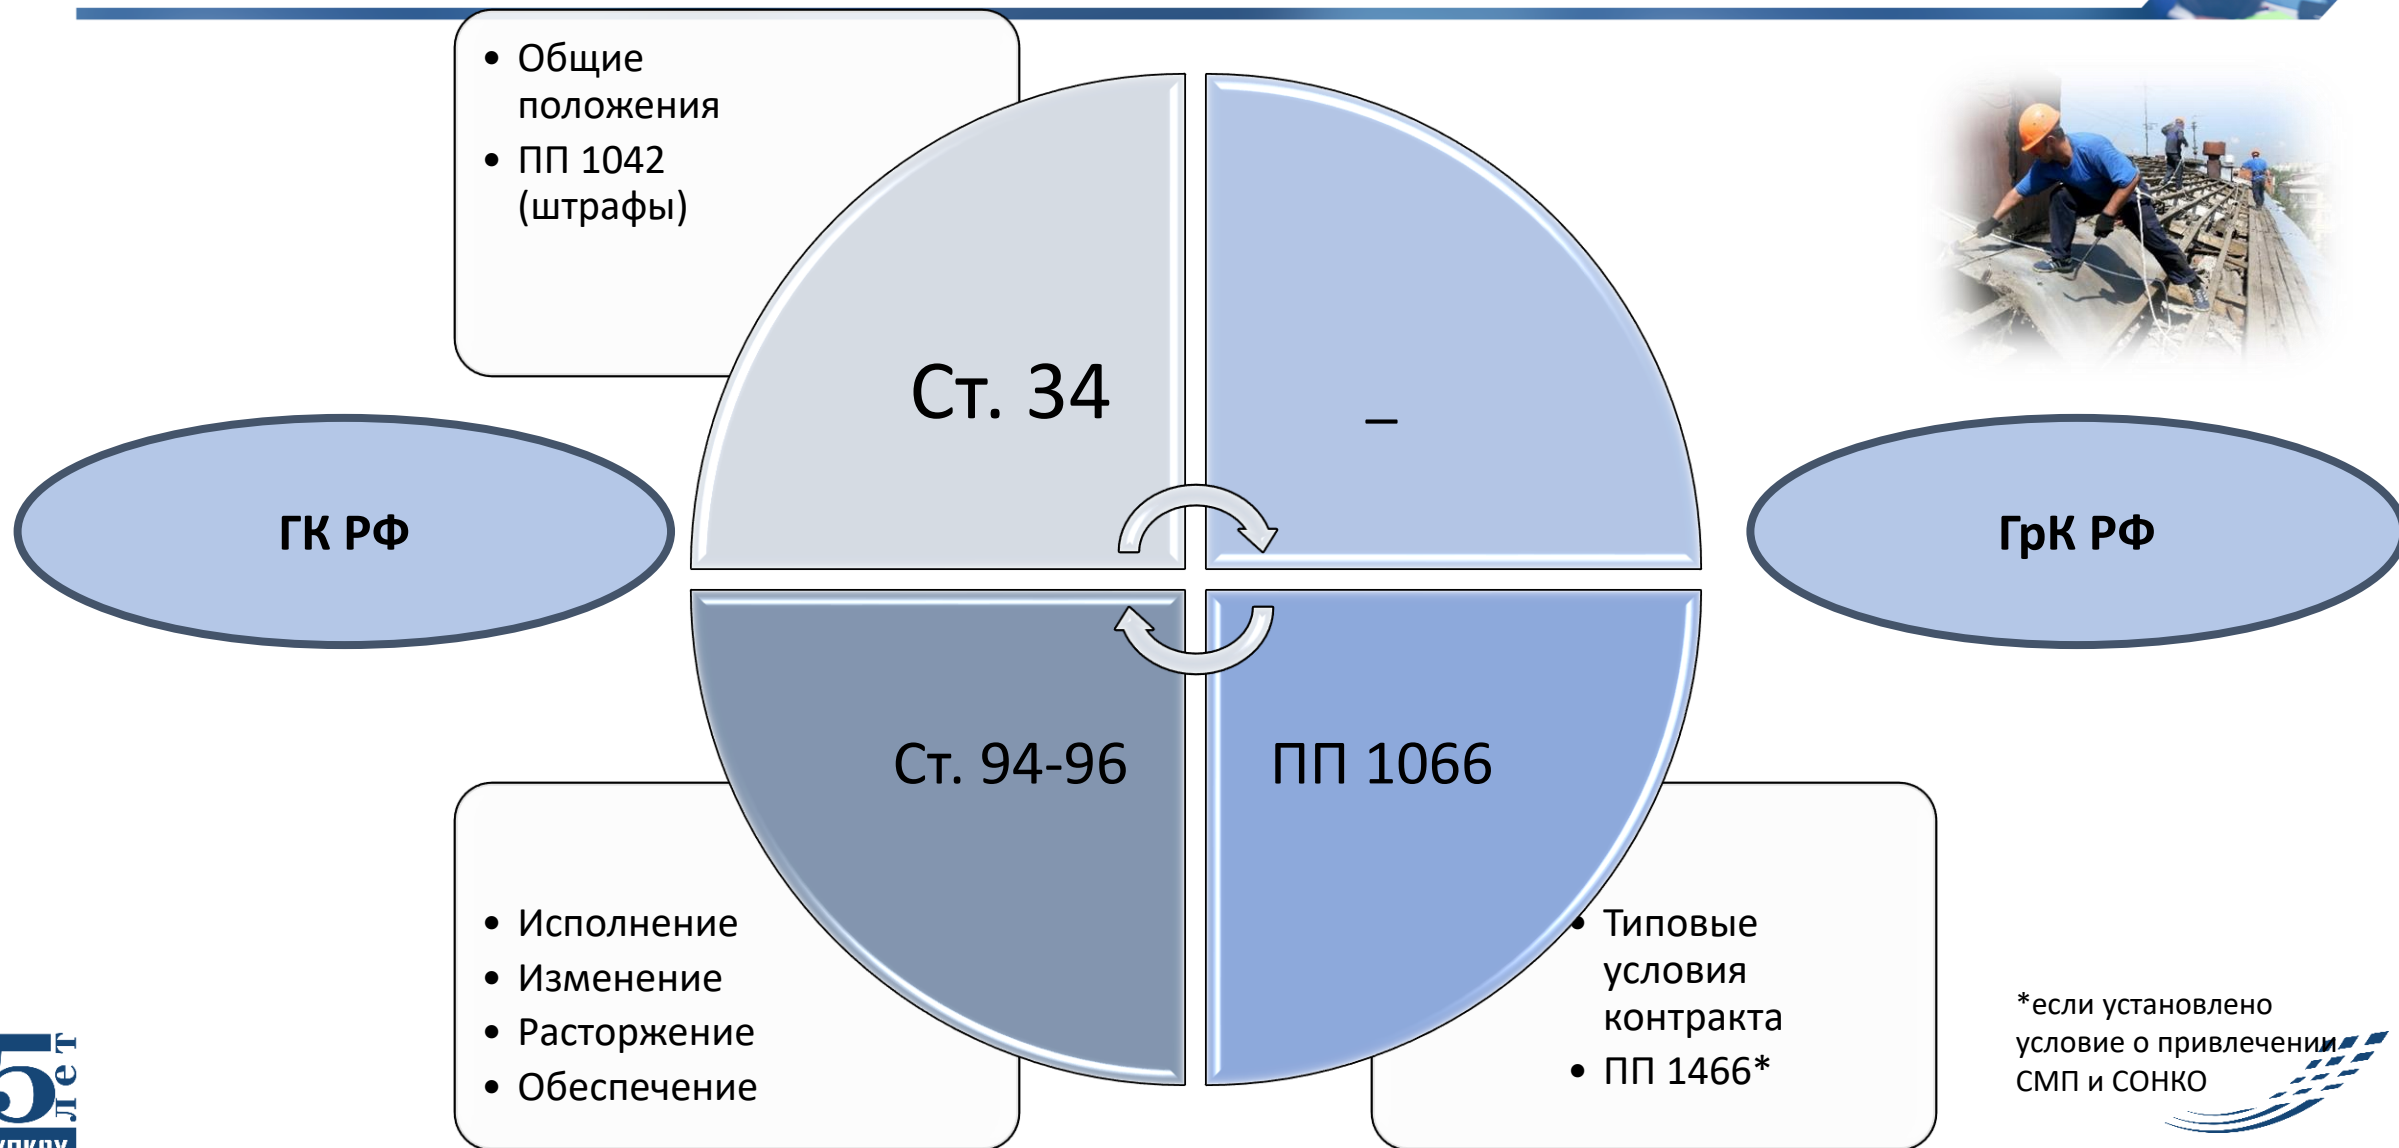 • Общие
положения
• ПП 1042
(штрафы)
Ст. 34
–
ГК РФ
ГрК РФ
Ст. 94-96
ПП 1066
• Исполнение
• Изменение
• Расторжение
• Обеспечение
• Типовые
условия
контракта
• ПП 1466*
*если установлено
условие о привлечении
СМП и СОНКО
5
лет